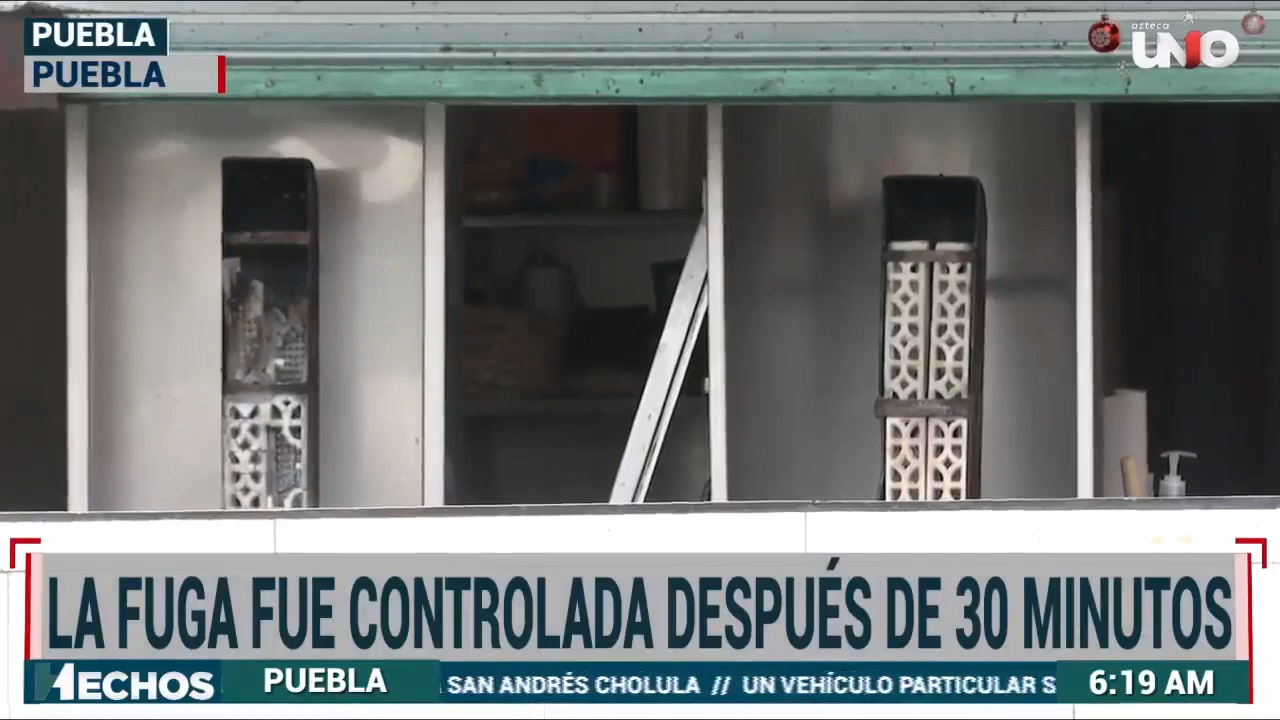 PUEBLA
PUEBLA
azteca
UNO
LA FUGA FUE CONTROLADA DESPUÉS DE 30 MINUTOS
HECHOS
PUEBLA
SAN ANDRÉS CHOLULA // UN VEHÍCULO PARTICULAR S
6:19 AM